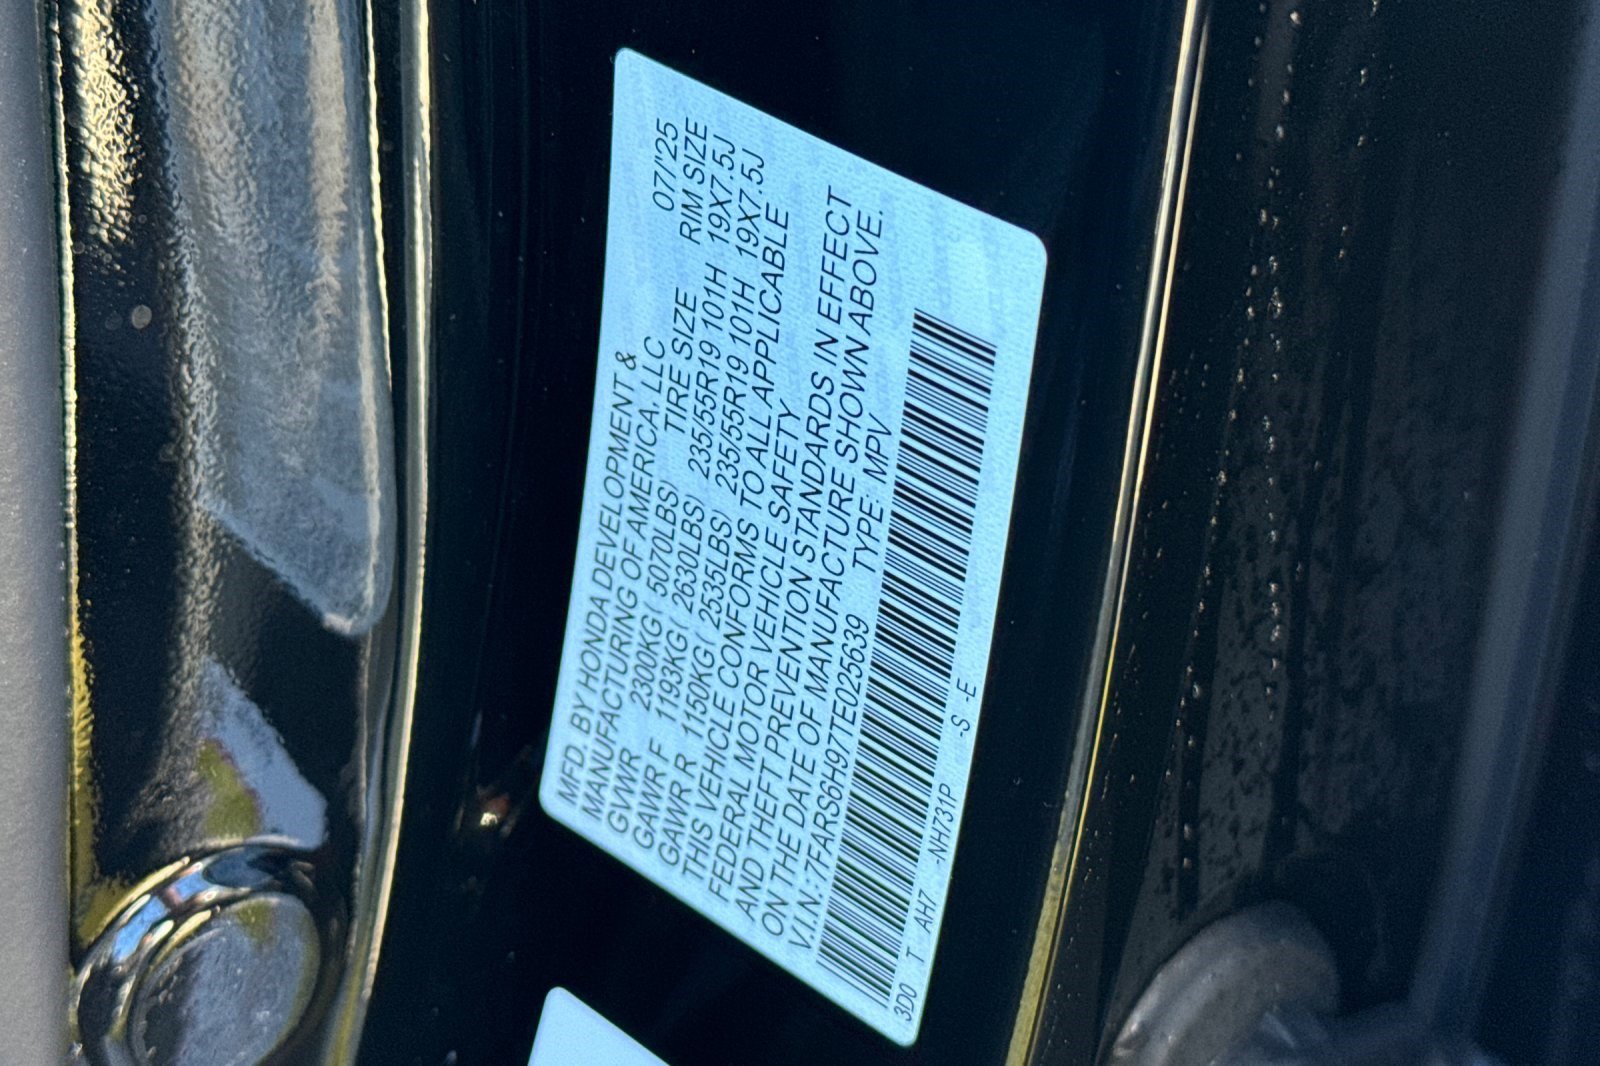 MFD. BY HONDA DEVELOPMENT & 07/'25
MANUFACTURING OF AMERICA, LLC
TIRE SIZE RIM SIZE
GVWR 2300KG( 5070LBS)
GAWR F 1193KG( 2630LBS) 235/55R19 101H 19X7.5J
GAWR R 1150KG( 2535LBS) 235/55R19 101H 19X7.5J
THIS VEHICLE CONFORMS TO ALL APPLICABLE
FEDERAL MOTOR VEHICLE SAFETY
AND THEFT PREVENTION STANDARDS IN EFFECT
ON THE DATE OF MANUFACTURE SHOWN ABOVE.
V.I.N.: 7FARS6H97TE025639 TYPE: MPV
3D0 T AH7 -NH731P -S -E